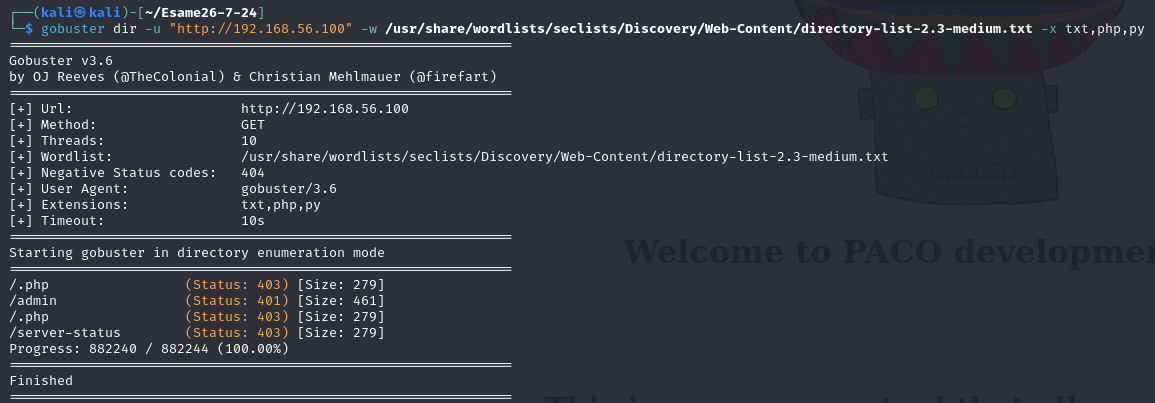 ┌──(kali㉿kali)-[~/Esame26-7-24]
└─$ gobuster dir -u "http://192.168.56.100" -w /usr/share/wordlists/seclists/Discovery/Web-Content/directory-list-2.3-medium.txt -x txt,php,py
===============================================================
Gobuster v3.6
by OJ Reeves (@TheColonial) & Christian Mehlmauer (@firefart)
===============================================================
[+] Url:                     http://192.168.56.100
[+] Method:                  GET
[+] Threads:                 10
[+] Wordlist:                /usr/share/wordlists/seclists/Discovery/Web-Content/directory-list-2.3-medium.txt
[+] Negative Status codes:   404
[+] User Agent:              gobuster/3.6
[+] Extensions:              txt,php,py
[+] Timeout:                 10s
===============================================================
Starting gobuster in directory enumeration mode
===============================================================
/.php                 (Status: 403) [Size: 279]
/admin                (Status: 401) [Size: 461]
/.php                 (Status: 403) [Size: 279]
/server-status        (Status: 403) [Size: 279]
Progress: 882240 / 882244 (100.00%)
===============================================================
Finished
===============================================================
Welcome to PACO developmen